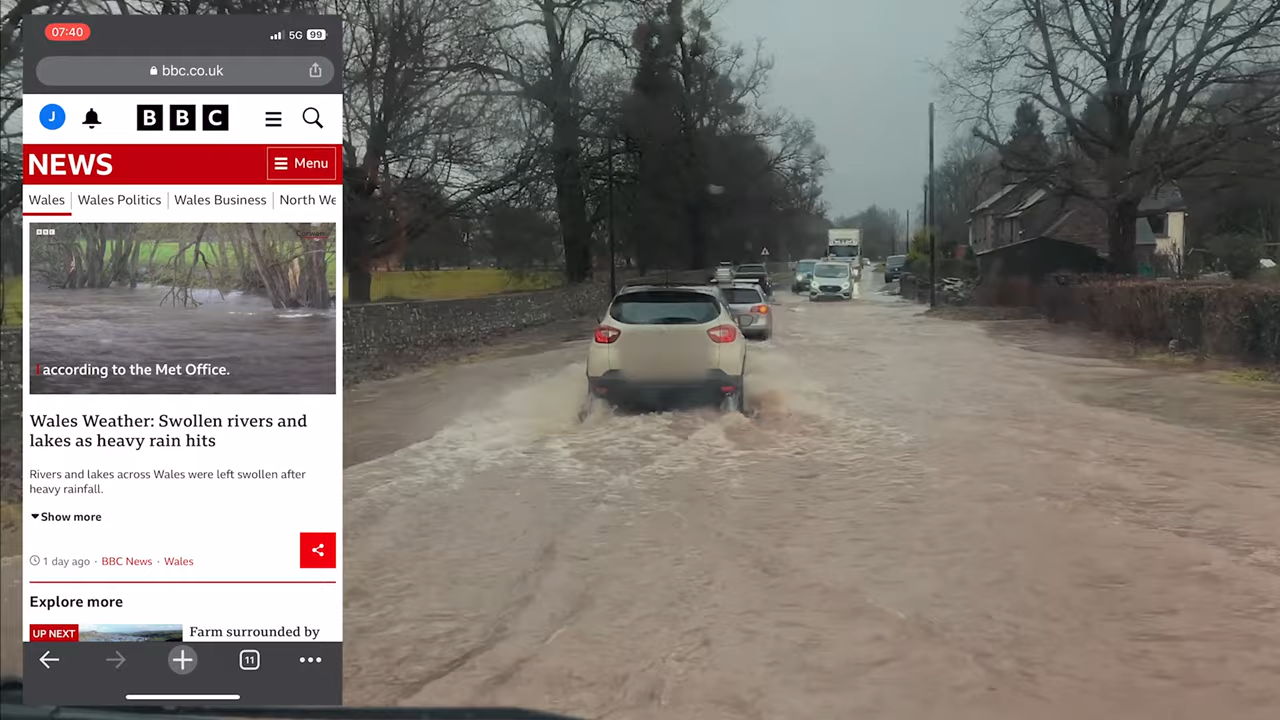 07:40
5G 99
bbc.co.uk
J
BBC
NEWS
Menu
Wales
Wales Politics
Wales Business
North We
BBC
according to the Met Office.
Wales Weather: Swollen rivers and
lakes as heavy rain hits
Rivers and lakes across Wales were left swollen after
heavy rainfall.
Show more
1 day ago · BBC News · Wales
Explore more
UP NEXT
Farm surrounded by
11